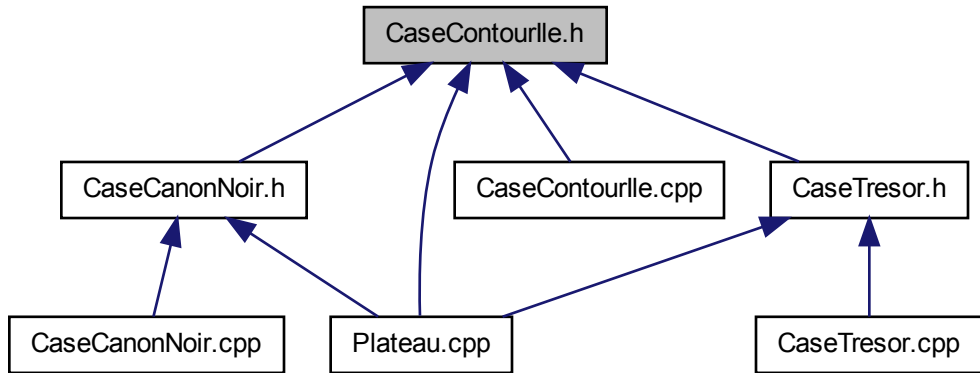 CaseContourIle.h
CaseCanonNoir.h
CaseContourIle.cpp
CaseTresor.h
CaseCanonNoir.cpp
Plateau.cpp
CaseTresor.cpp